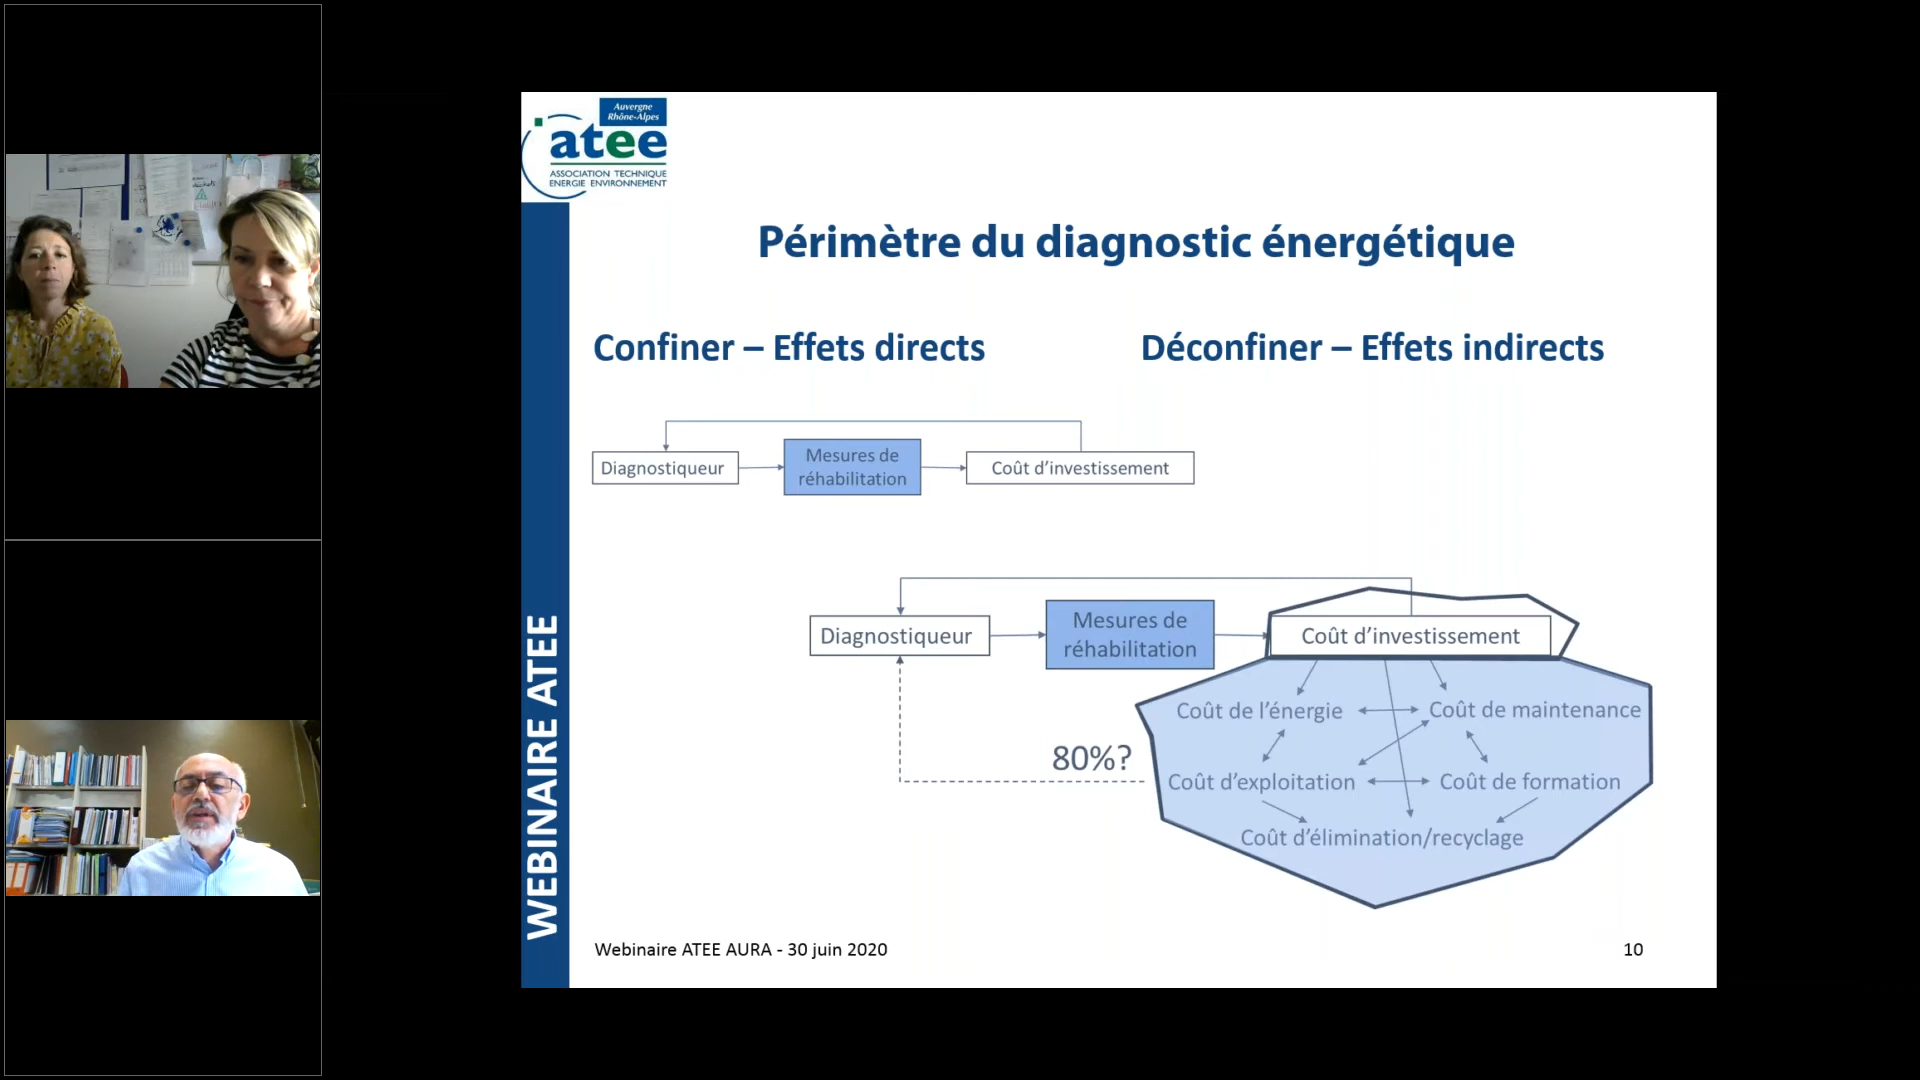 Auvergne
Rhône-Alpes
atee
ASSOCIATION TECHNIQUE
ENERGIE ENVIRONNEMENT
WEBINAIRE ATEE
Périmètre du diagnostic énergétique
Confiner – Effets directs
Déconfiner – Effets indirects
Diagnostiqueur
Mesures de
réhabilitation
Coût d’investissement
Diagnostiqueur
Mesures de
réhabilitation
Coût d’investissement
Coût de l’énergie
Coût de maintenance
80%?
Coût d’exploitation
Coût de formation
Coût d’élimination/recyclage
Webinaire ATEE AURA - 30 juin 2020
10